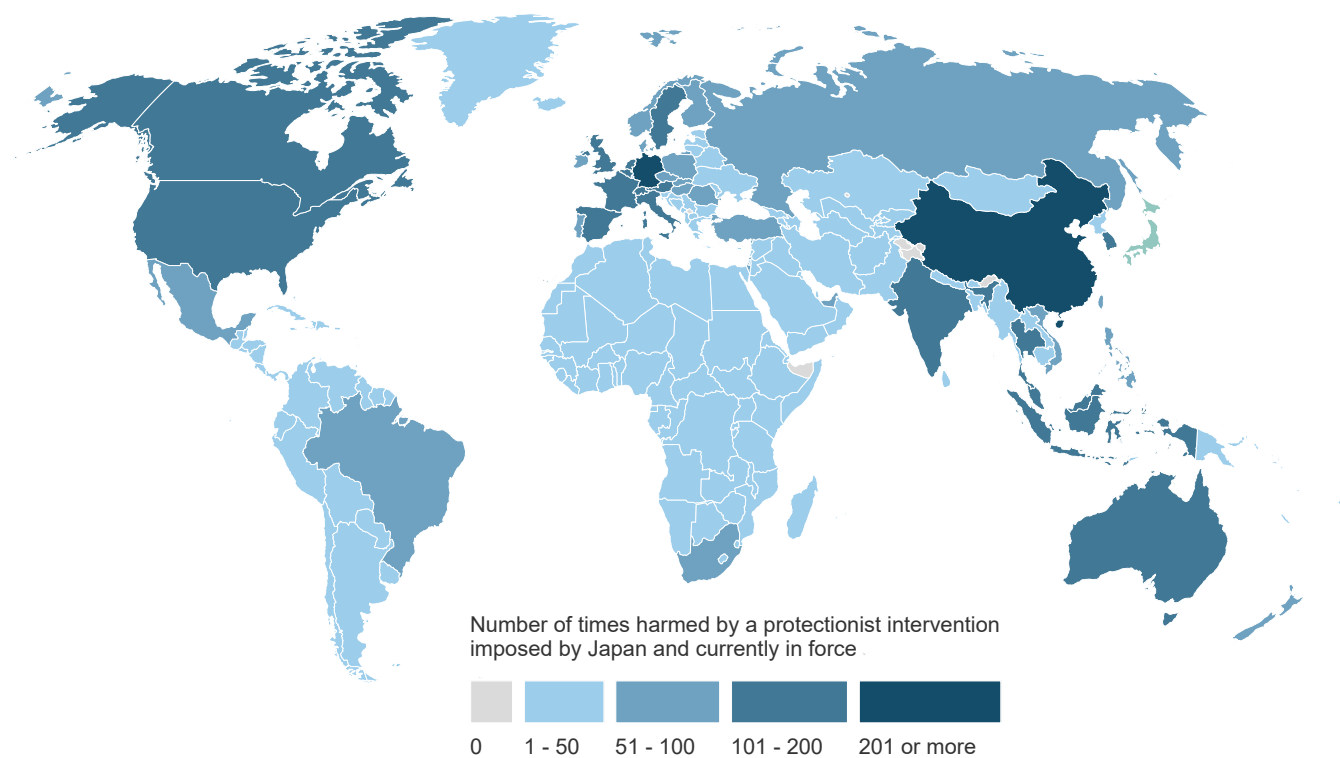 Number of times harmed by a protectionist intervention
imposed by Japan and currently in force
0 1 - 50 51 - 100 101 - 200 201 or more